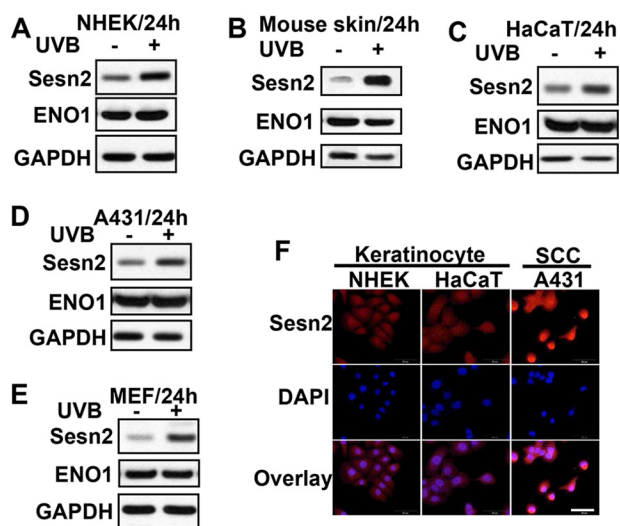 A
NHEK/24h
UVB - +
Sesn2
ENO1
GAPDH
B
Mouse skin/24h
UVB - +
Sesn2
ENO1
GAPDH
C
HaCaT/24h
UVB - +
Sesn2
ENO1
GAPDH
D
A431/24h
UVB - +
Sesn2
ENO1
GAPDH
E
MEF/24h
UVB - +
Sesn2
ENO1
GAPDH
F
Keratinocyte SCC
NHEK HaCaT A431
Sesn2
DAPI
Overlay